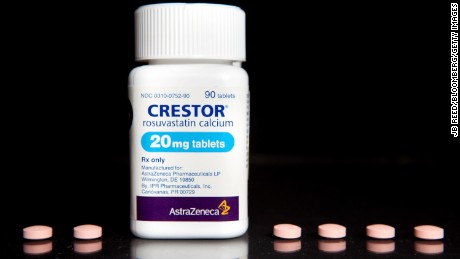 NDC 0310-0752-90 90 tablets
CRESTOR®
rosuvastatin calcium
20mg tablets
Rx only
Manufactured for:
AstraZeneca Pharmaceuticals LP
Wilmington, DE 19850
By: IPR Pharmaceuticals, Inc.
Canovanas, PR 00729
AstraZeneca
JB REED/BLOOMBERG/GETTY IMAGES